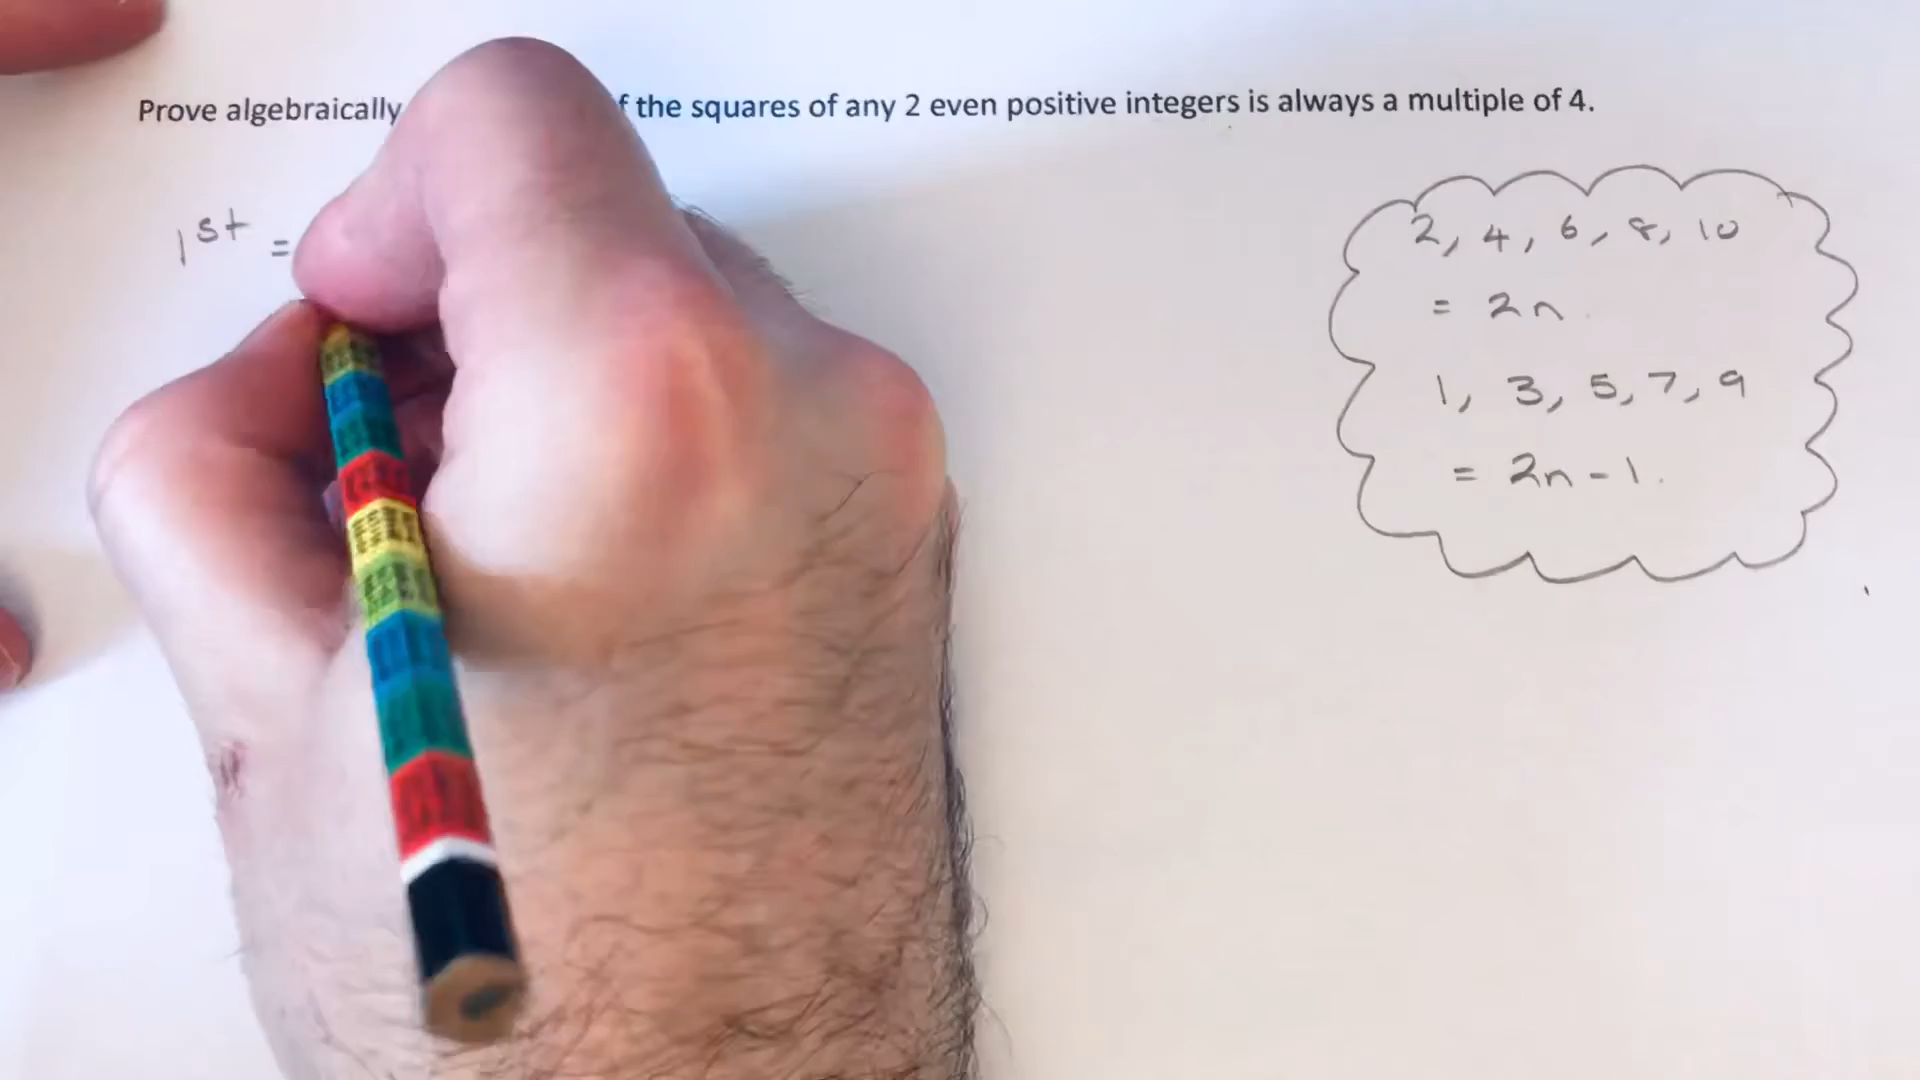 Prove algebraically f the squares of any 2 even positive integers is always a multiple of 4.
1st =
2, 4, 6, 8, 10
= 2n
1, 3, 5, 7, 9
= 2n - 1.